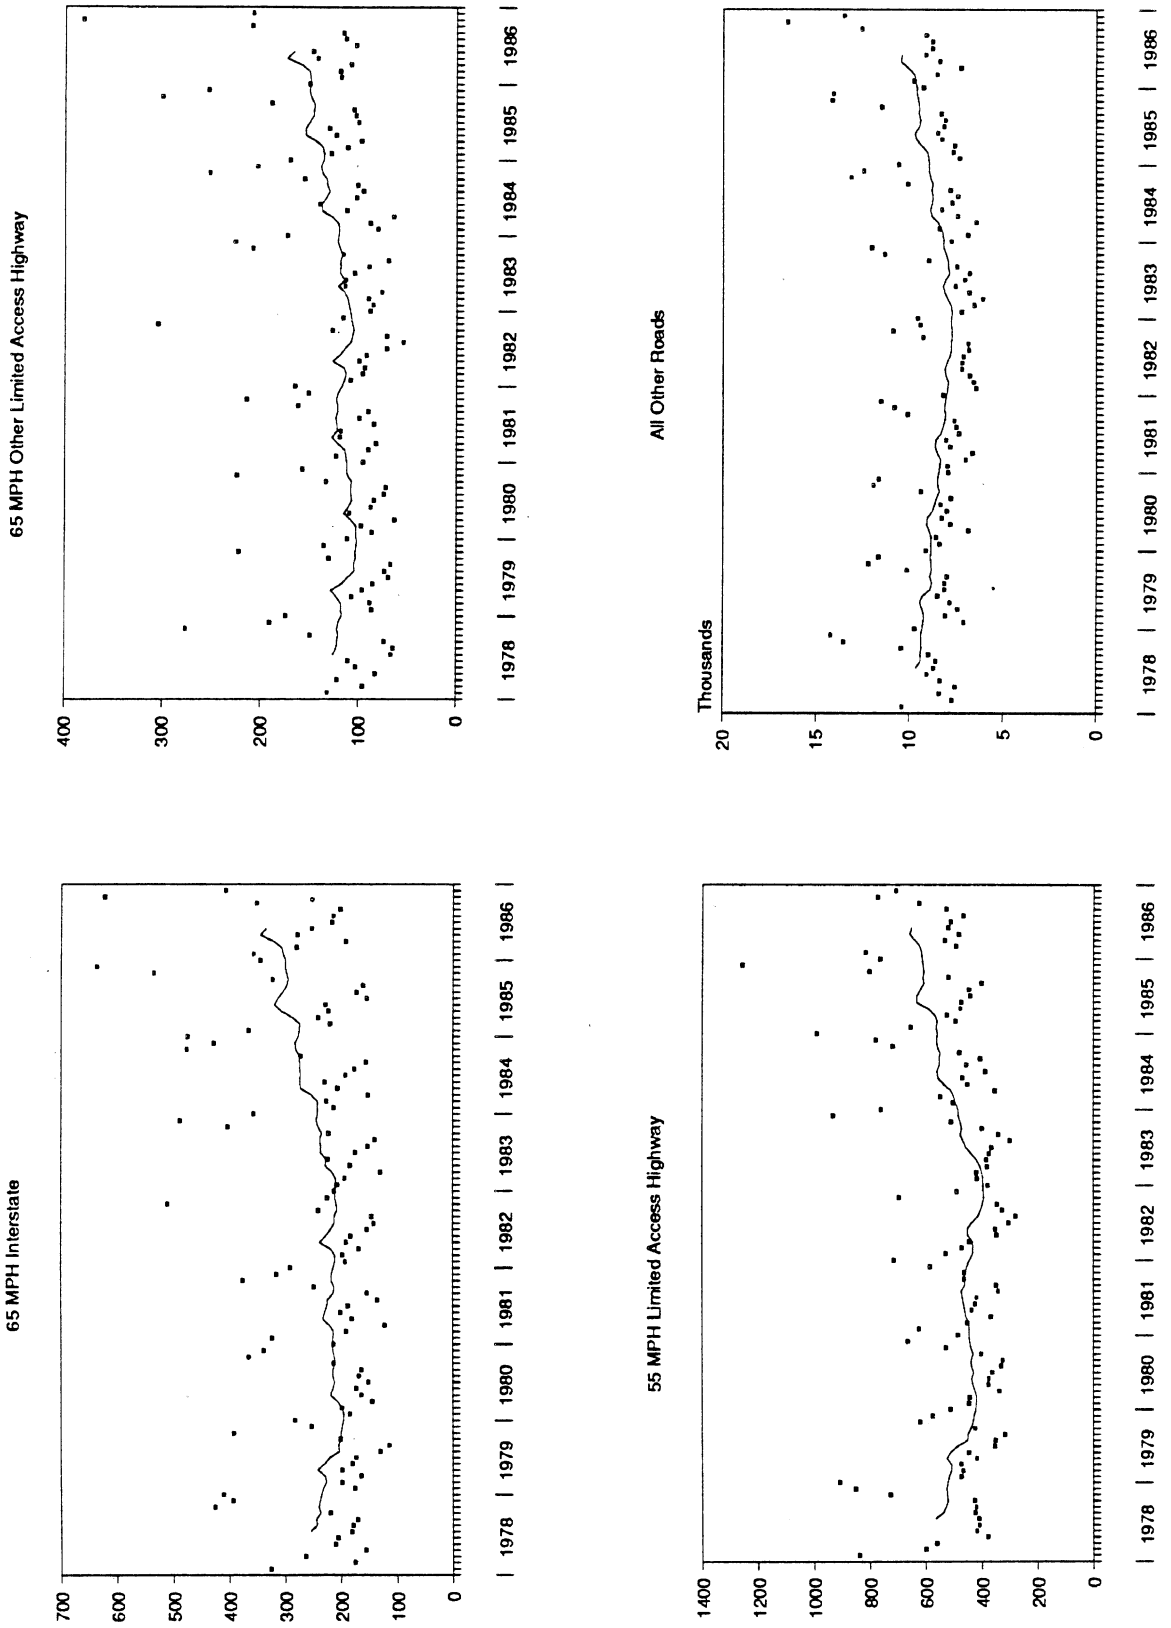 65 MPH Interstate
700
600
500
400
300
200
100
0
| 1978 | 1979 | 1980 | 1981 | 1982 | 1983 | 1984 | 1985 | 1986 |
65 MPH Other Limited Access Highway
400
300
200
100
0
| 1978 | 1979 | 1980 | 1981 | 1982 | 1983 | 1984 | 1985 | 1986 |
55 MPH Limited Access Highway
1400
1200
1000
800
600
400
200
0
| 1978 | 1979 | 1980 | 1981 | 1982 | 1983 | 1984 | 1985 | 1986 |
All Other Roads
Thousands
20
15
10
5
0
| 1978 | 1979 | 1980 | 1981 | 1982 | 1983 | 1984 | 1985 | 1986 |